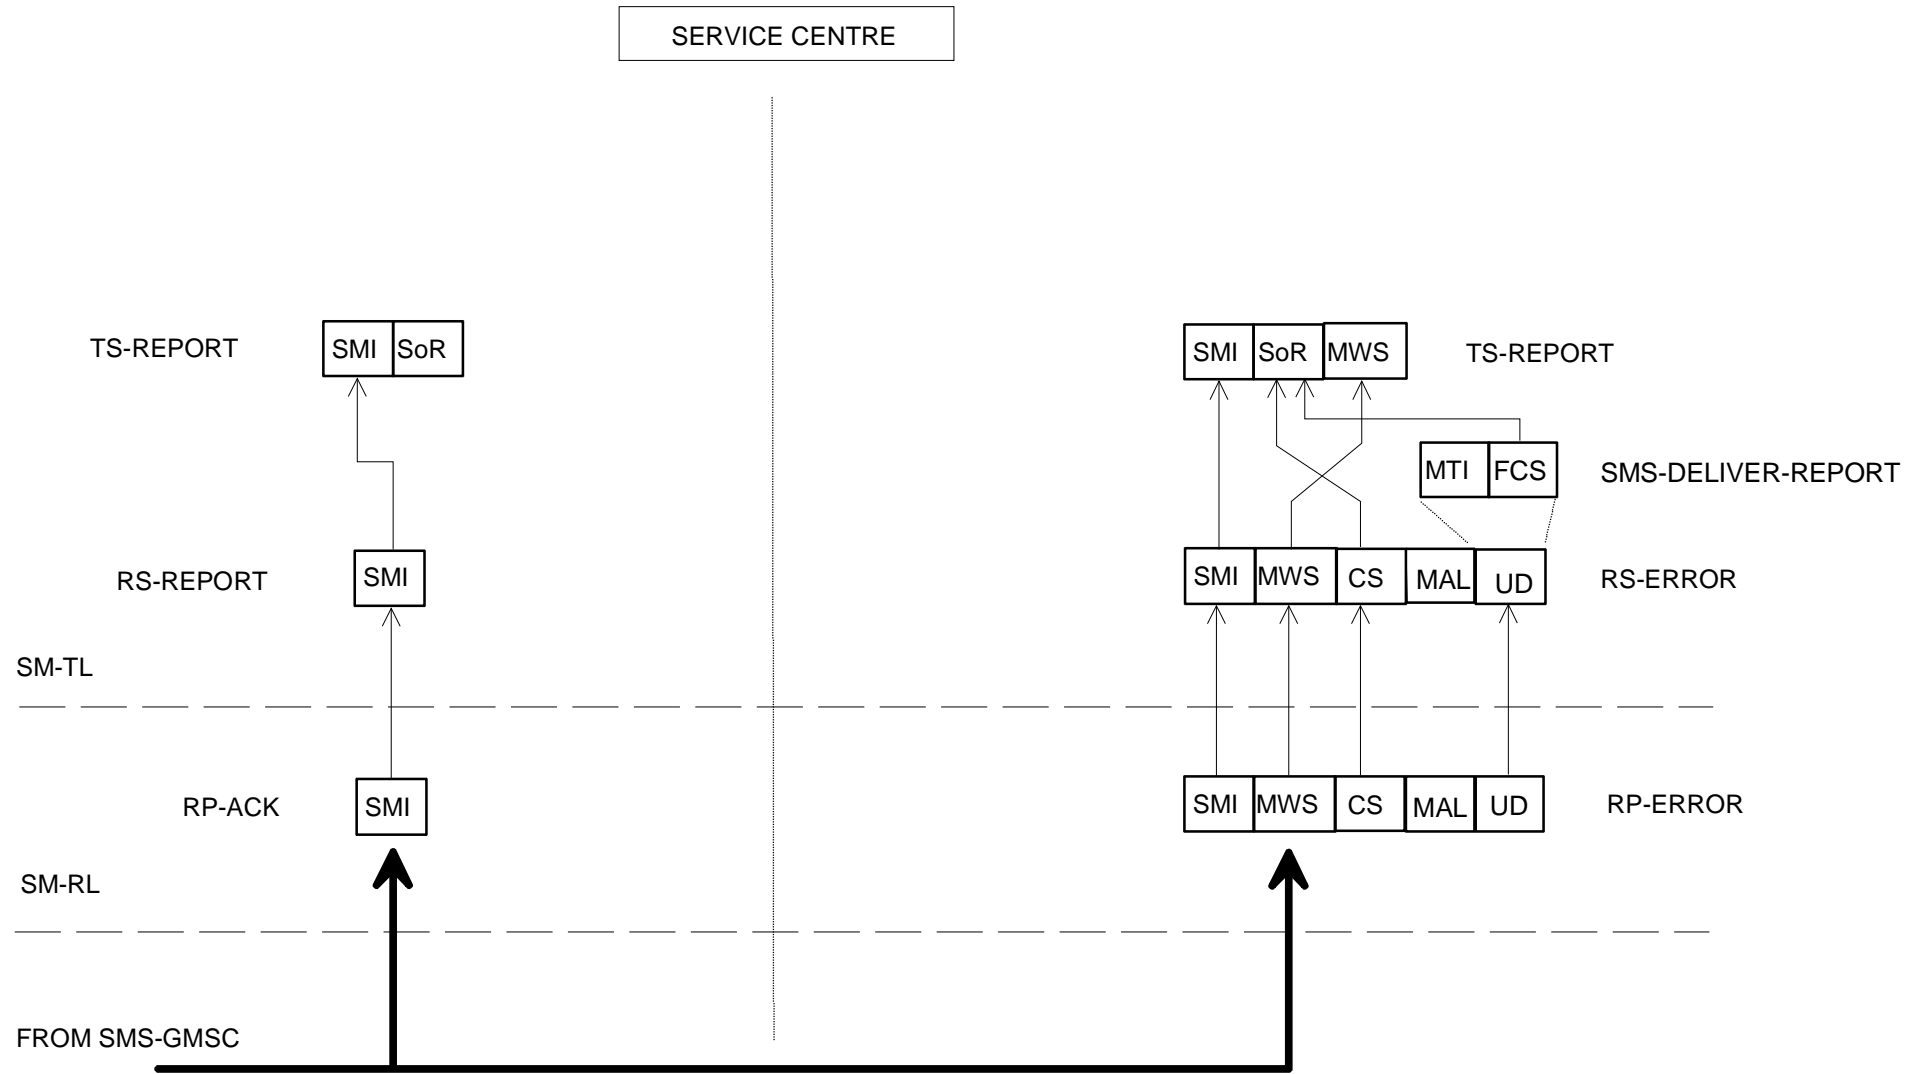 SERVICE CENTRE
TS-REPORT SMI SoR SMI SoR MWS TS-REPORT
MTI FCS SMS-DELIVER-REPORT
RS-REPORT SMI SMI MWS CS MAL UD RS-ERROR
SM-TL
RP-ACK SMI SMI MWS CS MAL UD RP-ERROR
SM-RL
FROM SMS-GMSC